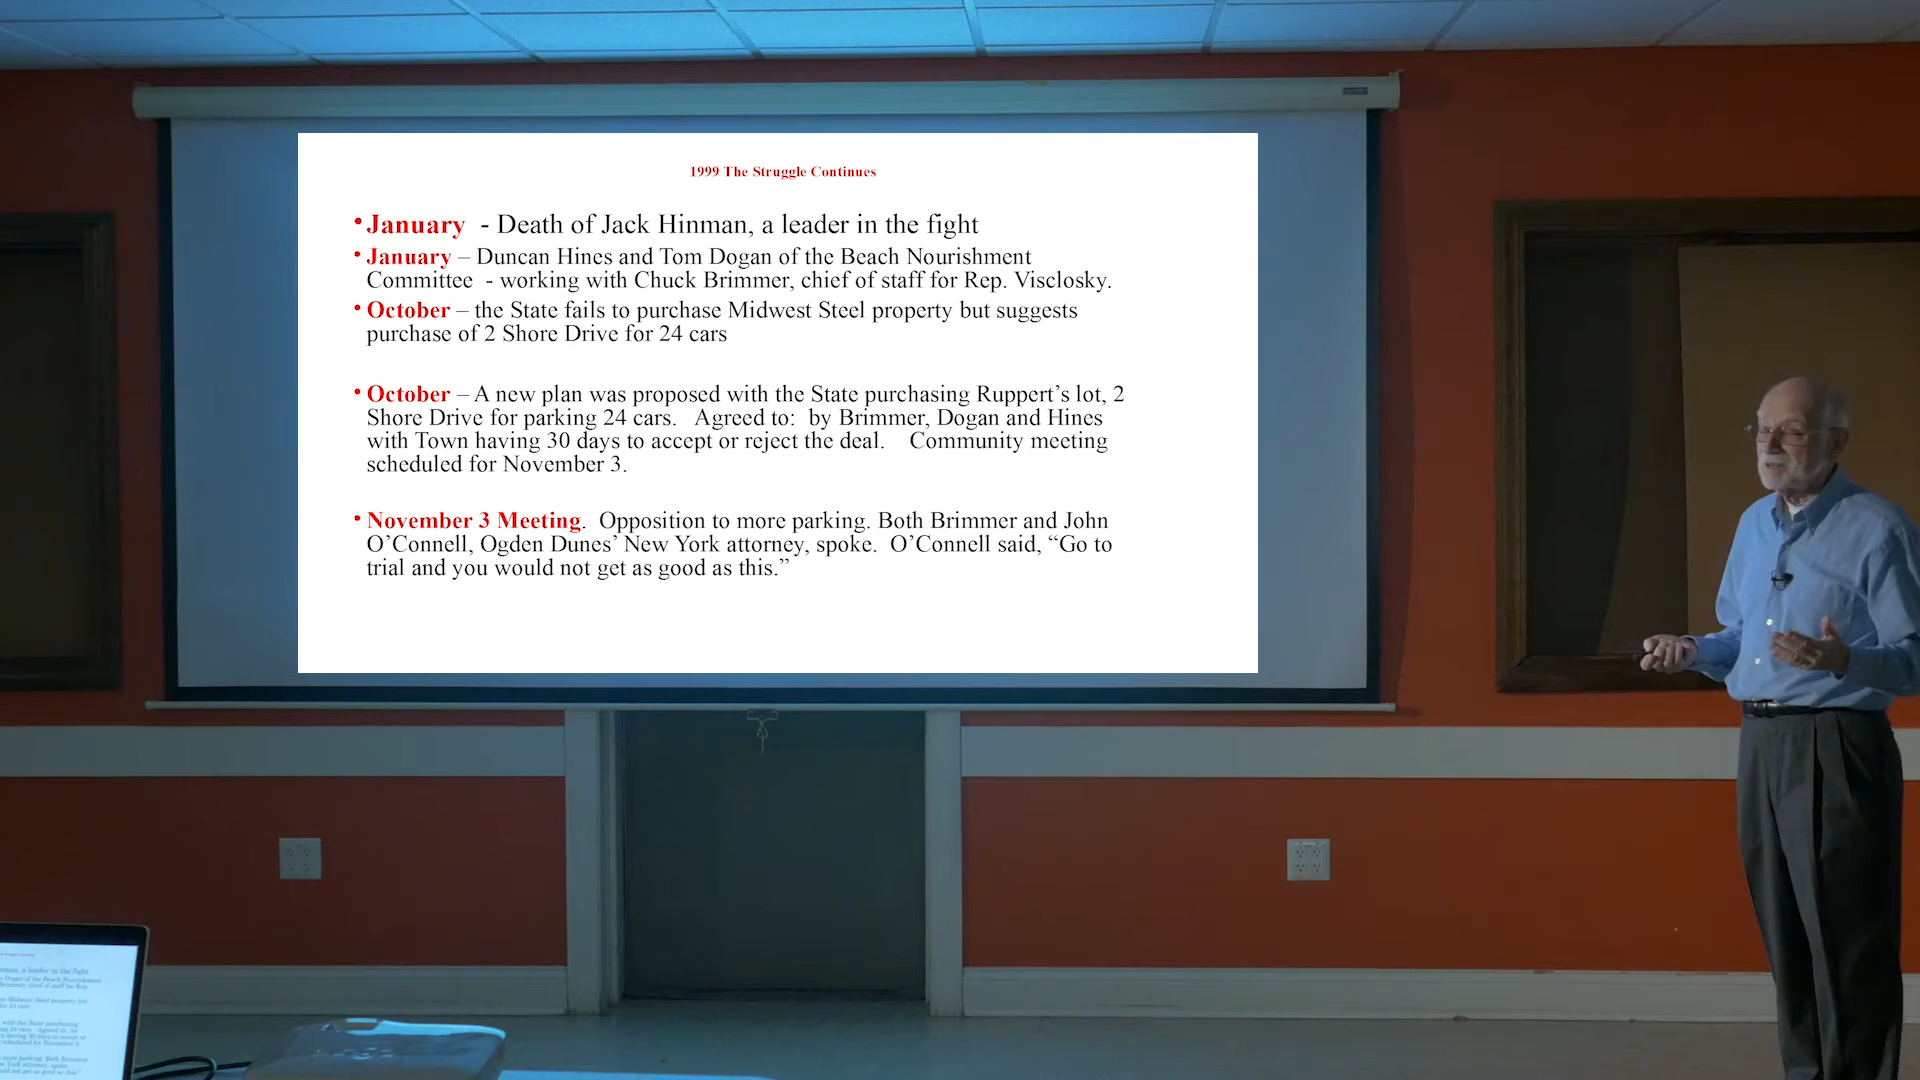 1999 The Struggle Continues
• January - Death of Jack Hinman, a leader in the fight
• January – Duncan Hines and Tom Dogan of the Beach Nourishment
Committee - working with Chuck Brimmer, chief of staff for Rep. Visclosky.
• October – the State fails to purchase Midwest Steel property but suggests
purchase of 2 Shore Drive for 24 cars
• October – A new plan was proposed with the State purchasing Ruppert’s lot, 2
Shore Drive for parking 24 cars. Agreed to: by Brimmer, Dogan and Hines
with Town having 30 days to accept or reject the deal. Community meeting
scheduled for November 3.
• November 3 Meeting. Opposition to more parking. Both Brimmer and John
O’Connell, Ogden Dunes’ New York attorney, spoke. O’Connell said, “Go to
trial and you would not get as good as this.”